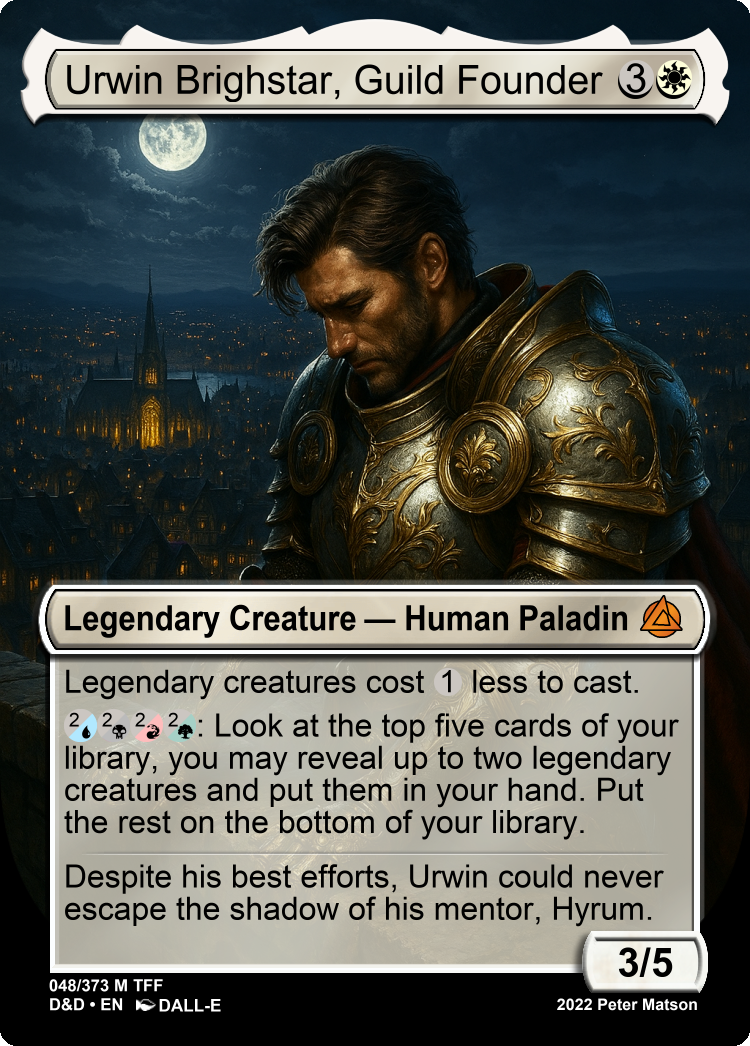 Urwin Brighstar, Guild Founder 3
Legendary Creature — Human Paladin
Legendary creatures cost 1 less to cast.
2 2 2 2 : Look at the top five cards of your
library, you may reveal up to two legendary
creatures and put them in your hand. Put
the rest on the bottom of your library.
Despite his best efforts, Urwin could never
escape the shadow of his mentor, Hyrum.
3/5
048/373 M TFF
D&D • EN DALL-E
2022 Peter Matson